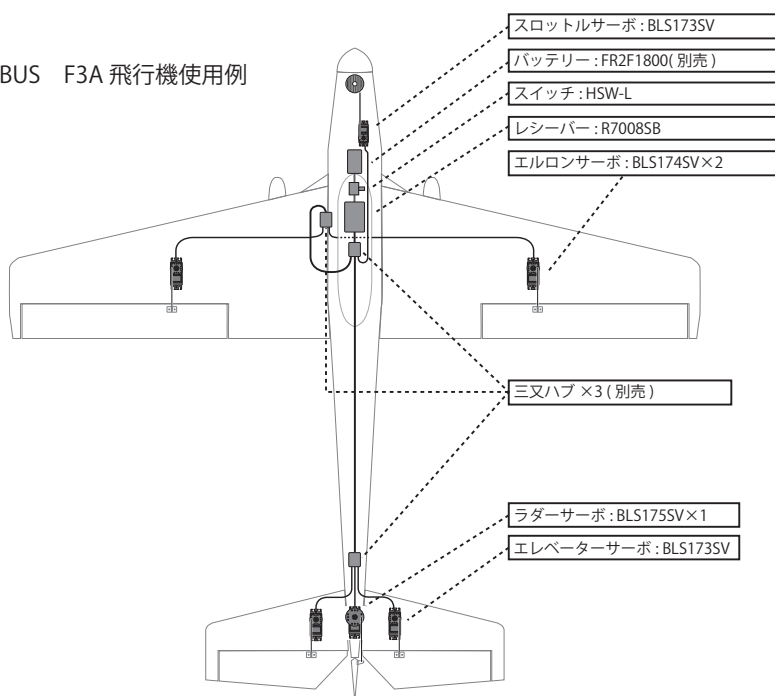 BUS F3A 飛行機使用例
スロットルサーボ : BLS173SV
バッテリー : FR2F1800( 別売 )
スイッチ : HSW-L
レシーバー : R7008SB
エルロンサーボ : BLS174SV×2
三又ハブ ×3 ( 別売 )
ラダーサーボ : BLS175SV×1
エレベーターサーボ : BLS173SV